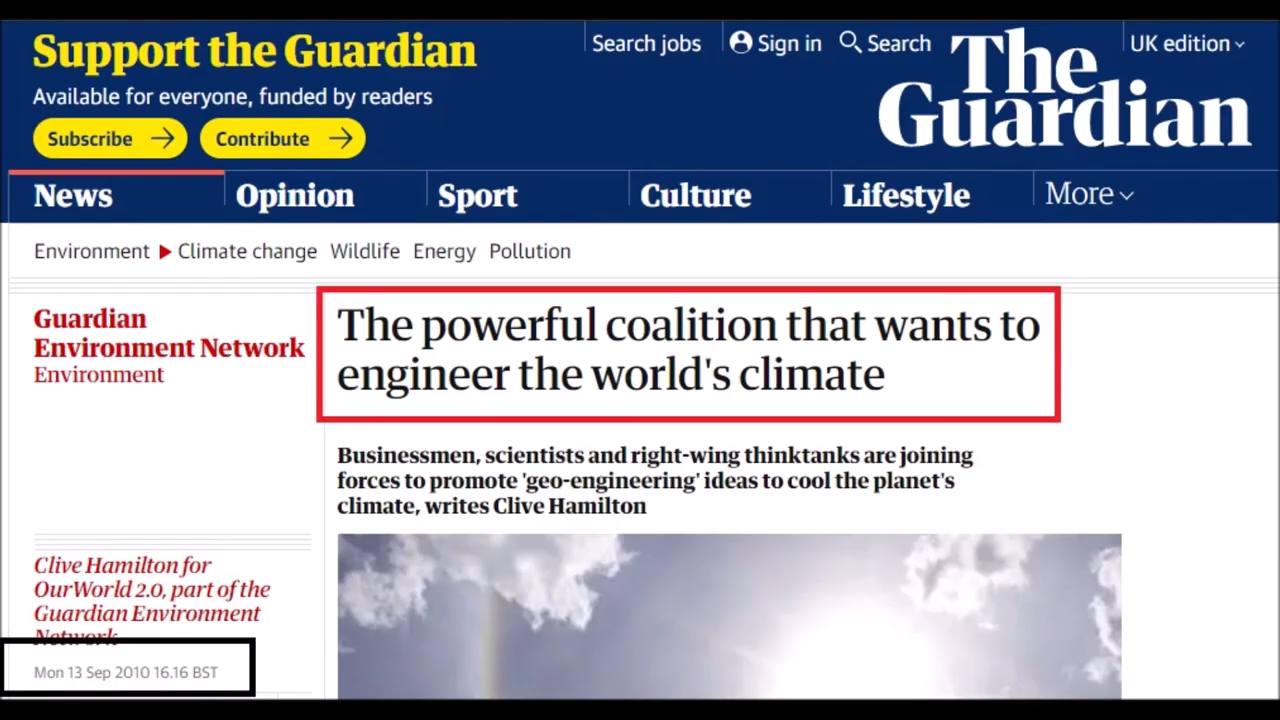 Support the Guardian
Available for everyone, funded by readers
Subscribe
Contribute
Search jobs
Sign in
Search
UK edition
The
Guardian
News
Opinion
Sport
Culture
Lifestyle
More
Environment
Climate change
Wildlife
Energy
Pollution
Guardian
Environment Network
Environment
The powerful coalition that wants to
engineer the world's climate
Businessmen, scientists and right-wing thinktanks are joining
forces to promote 'geo-engineering' ideas to cool the planet's
climate, writes Clive Hamilton
Clive Hamilton for
OurWorld 2.0, part of the
Guardian Environment
Network
Mon 13 Sep 2010 16.16 BST